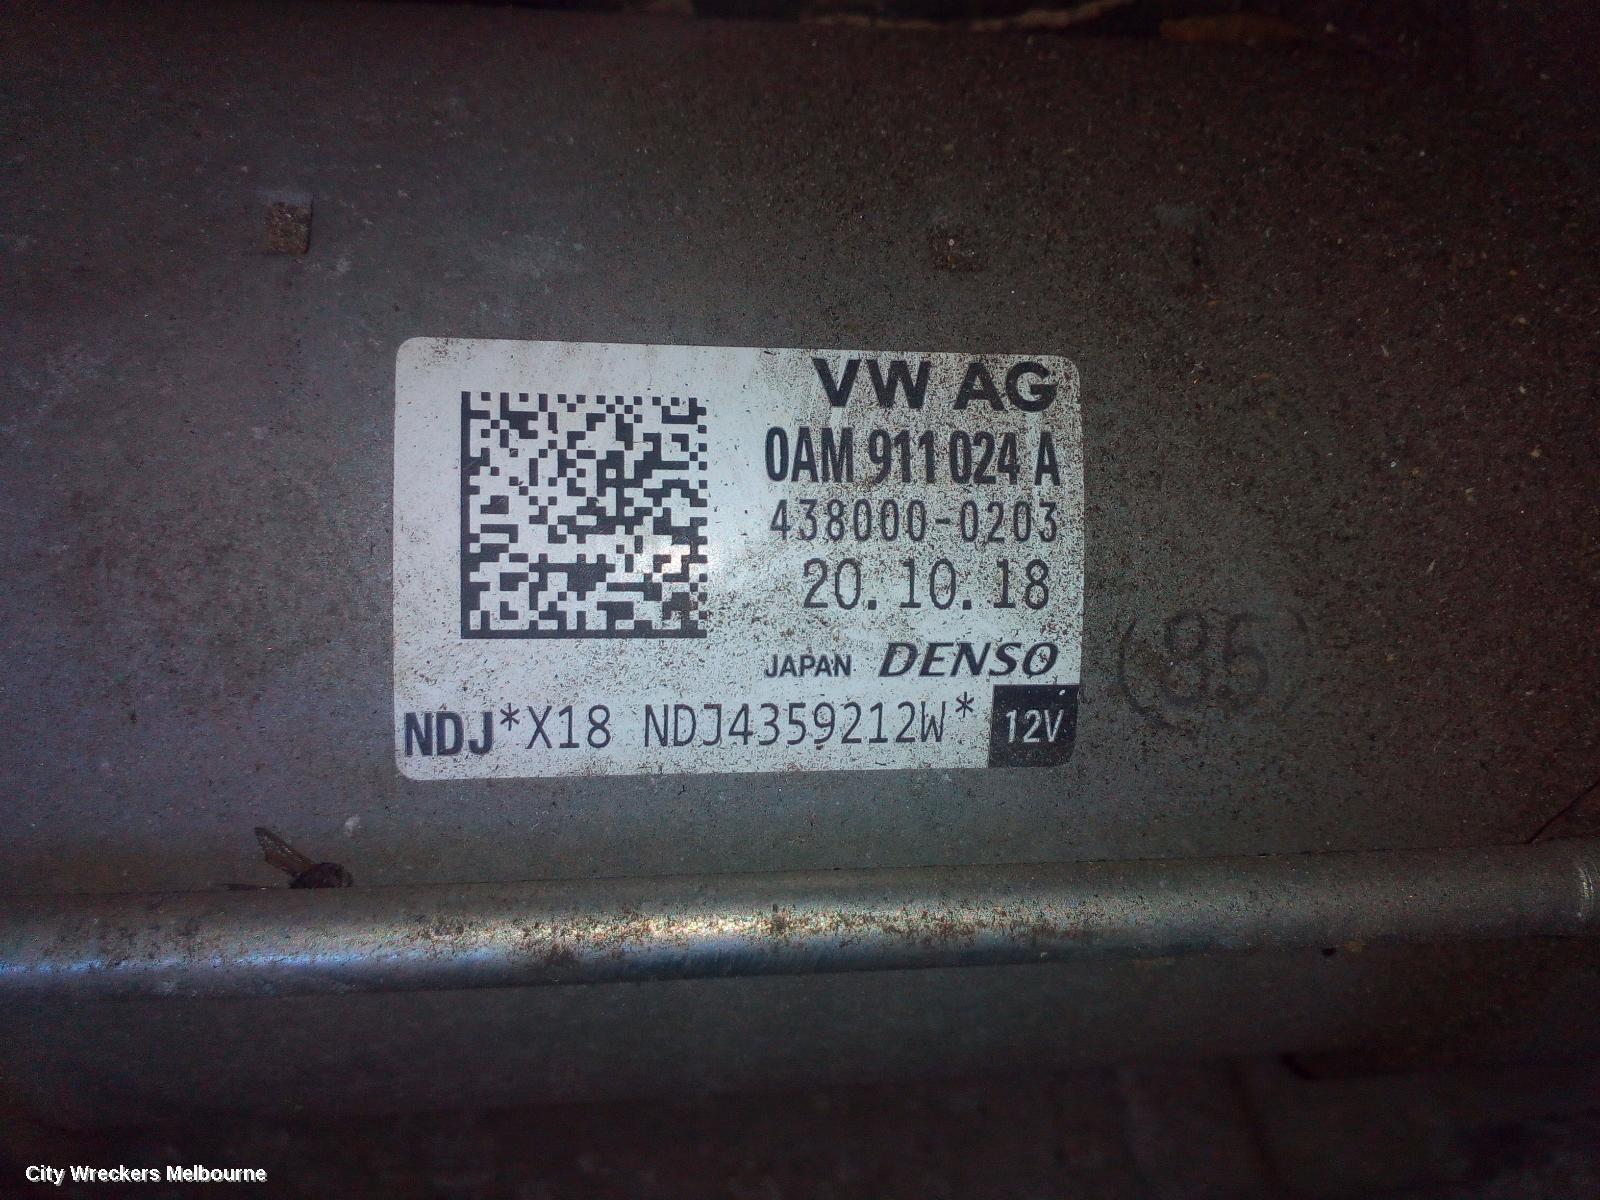 VW AG
0AM 911 024 A
438000-0203
20.10.18
JAPAN DENSO
NDJ*X18 NDJ4359212W* 12V
(85)
City Wreckers Melbourne